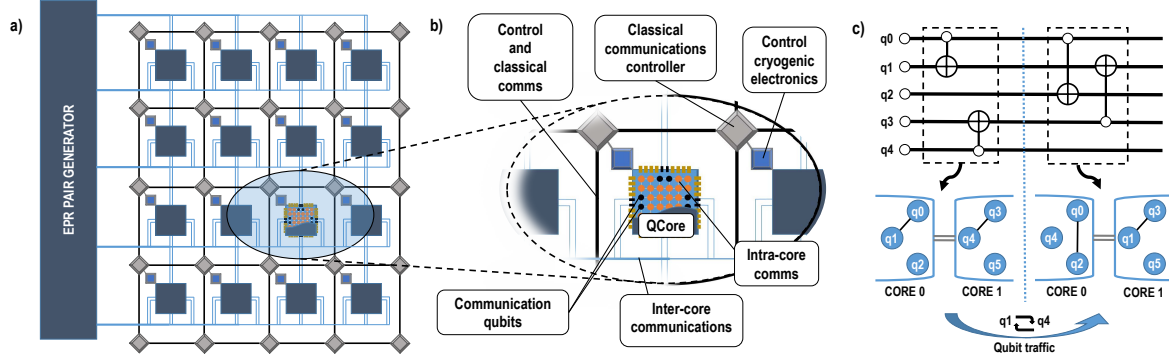 a)
EPR PAIR GENERATOR
b)
Control
and
classical
comms
Classical
communications
controller
Control
cryogenic
electronics
QCore
Communication
qubits
Inter-core
communications
Intra-core
comms
c)
q0
q1
q2
q3
q4
q0
q1
q2
q3
q4
q5
CORE 0
CORE 1
q0
q4
q2
q3
q1
q5
CORE 0
CORE 1
q1
q4
Qubit traffic